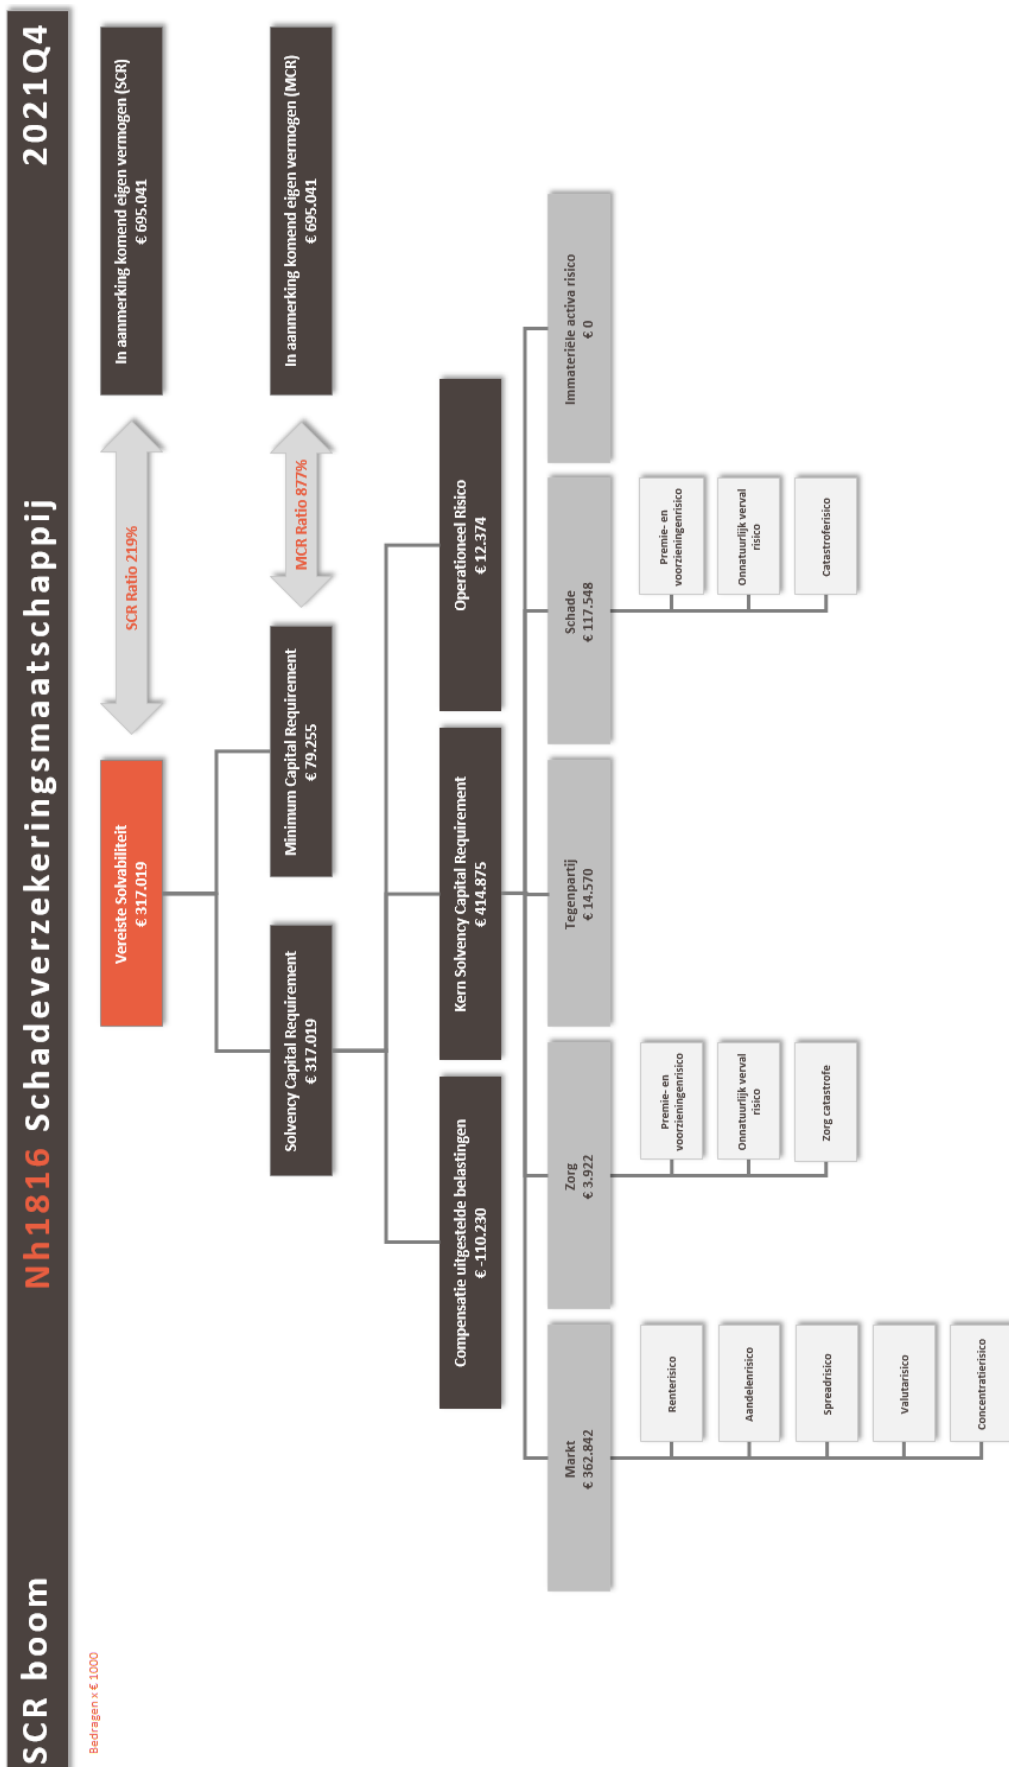 SCR boom
Nh1816 Schadeverzekeringsmaatschappij
2021Q4
Bedragen x € 1000
Vereiste Solvabiliteit
€ 317.019
SCR Ratio 219%
In aanmerking komend eigen vermogen (SCR)
€ 695.041
Solvency Capital Requirement
€ 317.019
Minimum Capital Requirement
€ 79.255
MCR Ratio 877%
In aanmerking komend eigen vermogen (MCR)
€ 695.041
Compensatie uitgestelde belastingen
€ -110.230
Kern Solvency Capital Requirement
€ 414.875
Operationeel Risico
€ 12.374
Markt
€ 362.842
Zorg
€ 3.922
Tegenpartij
€ 14.570
Schade
€ 117.548
Immateriële activa risico
€ 0
Renterisico
Aandelenrisico
Spreadrisico
Valutarisico
Concentratierisico
Premie- en
voorzieningenrisico
Onnatuurlijk verval
risico
Zorg catastrofe
Premie- en
voorzieningenrisico
Onnatuurlijk verval
risico
Catastroferisico